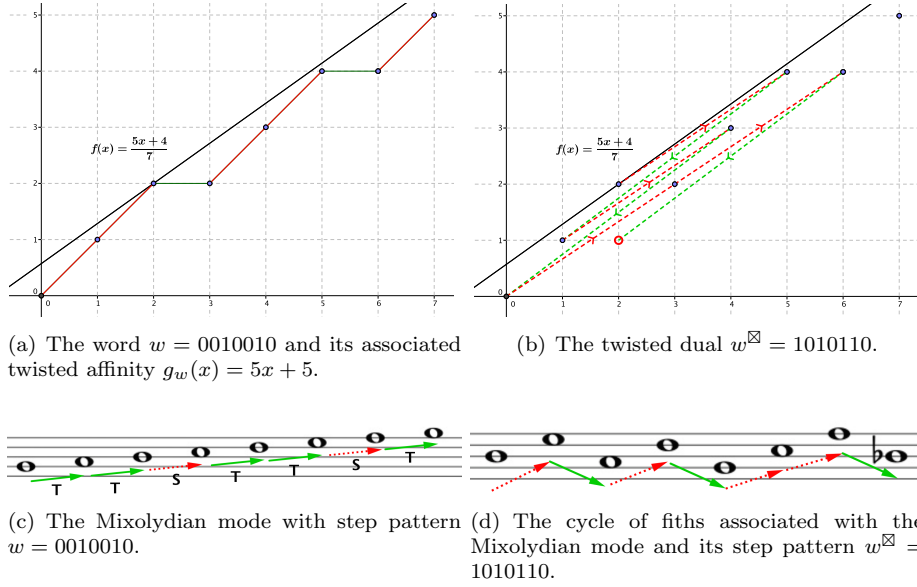 5
4
3
2
1
0
0 1 2 3 4 5 6 7
f(x) = (5x + 4)/7
5
4
3
2
1
0
0 1 2 3 4 5 6 7
f(x) = (5x + 4)/7
(a) The word w = 0010010 and its associated
twisted affinity g_w(x) = 5x + 5.
(b) The twisted dual w^⊠ = 1010110.
T T S T T S T
(c) The Mixolydian mode with step pattern
w = 0010010.
(d) The cycle of fiths associated with the
Mixolydian mode and its step pattern w^⊠ =
1010110.